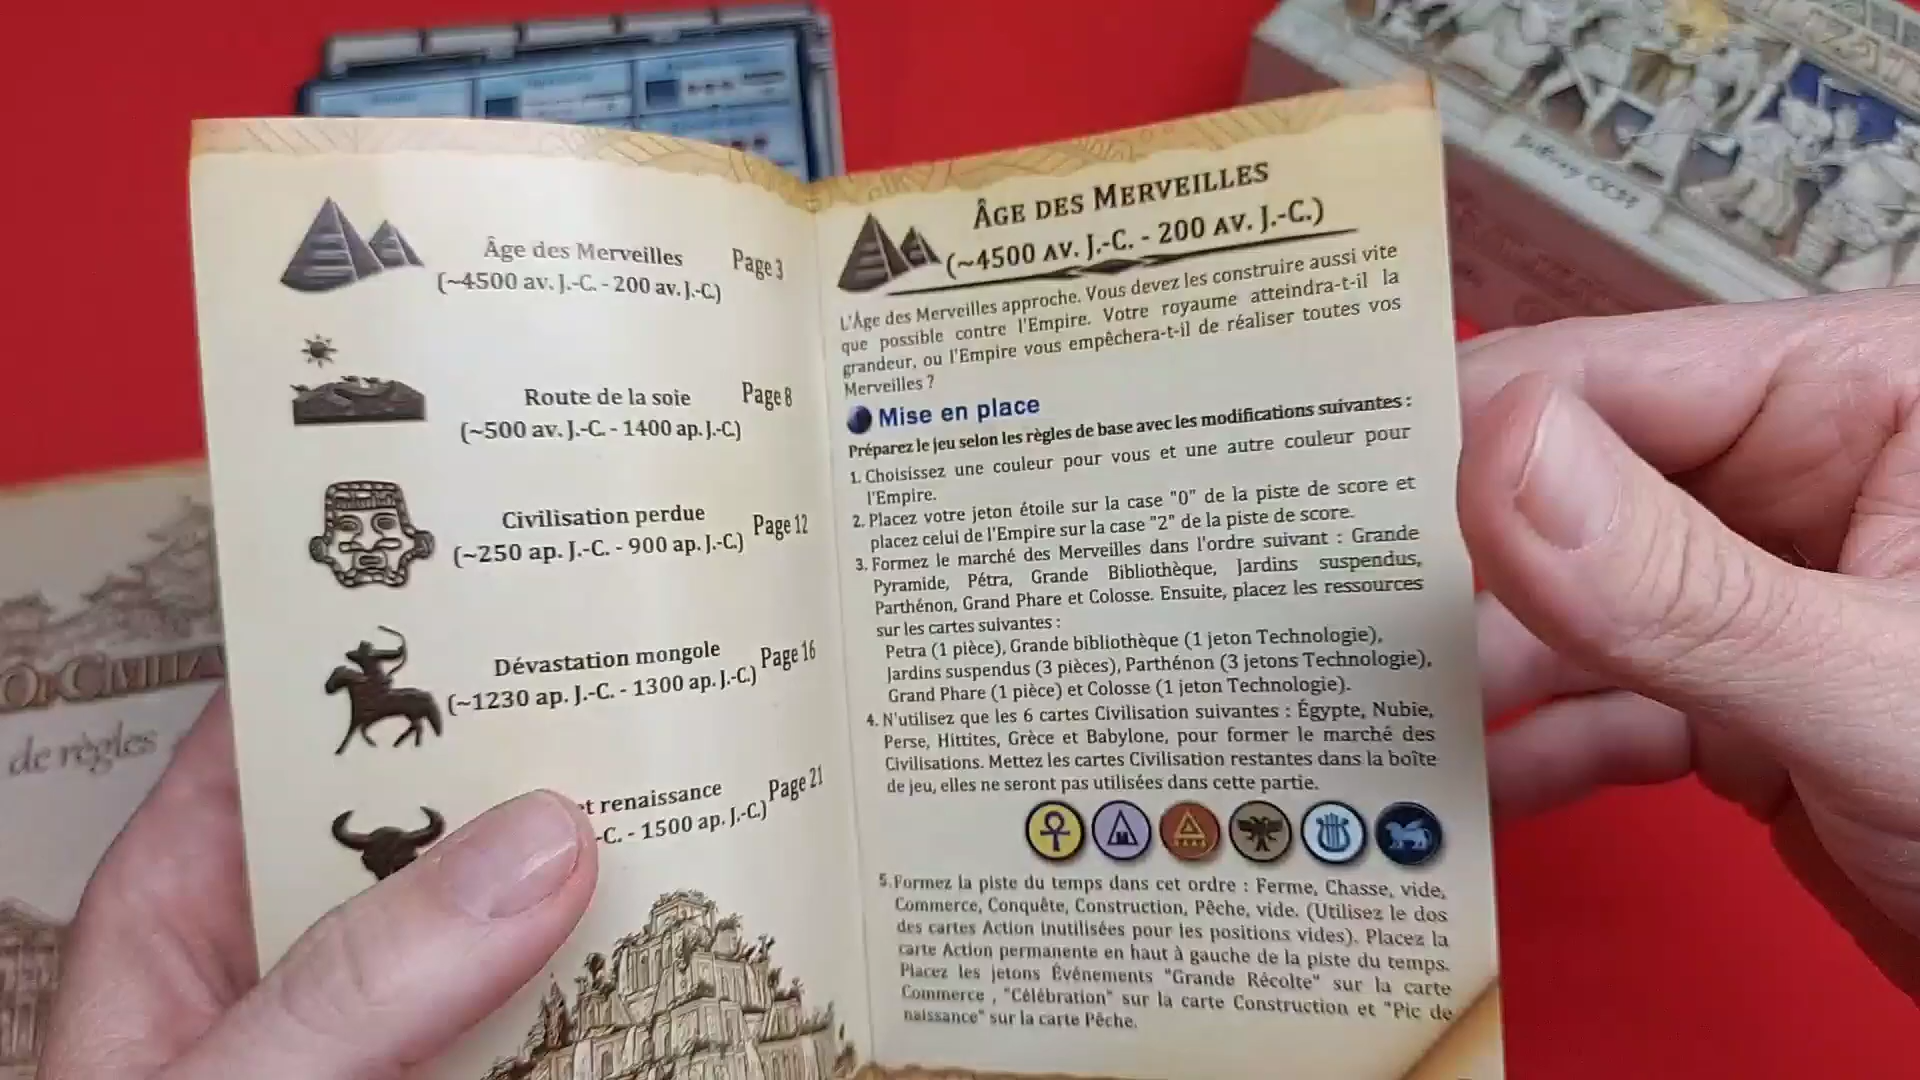 Âge des Merveilles Page 3
(~4500 av. J.-C. - 200 av. J.-C.)
Route de la soie Page 8
(~500 av. J.-C. - 1400 ap. J.-C.)
Civilisation perdue Page 12
(~250 ap. J.-C. - 900 ap. J.-C.)
Dévastation mongole Page 16
(~1230 ap. J.-C. - 1300 ap. J.-C.)
et renaissance Page 21
-C. - 1500 ap. J.-C.)
de règles
ÂGE DES MERVEILLES
(~4500 AV. J.-C. - 200 AV. J.-C.)
L'Âge des Merveilles approche. Vous devez les construire aussi vite
que possible contre l'Empire. Votre royaume atteindra-t-il la
grandeur, ou l'Empire vous empêchera-t-il de réaliser toutes vos
Merveilles ?
Mise en place
Préparez le jeu selon les règles de base avec les modifications suivantes :
1. Choisissez une couleur pour vous et une autre couleur pour
l'Empire.
2. Placez votre jeton étoile sur la case "0" de la piste de score et
placez celui de l'Empire sur la case "2" de la piste de score.
3. Formez le marché des Merveilles dans l'ordre suivant : Grande
Pyramide, Pétra, Grande Bibliothèque, Jardins suspendus,
Parthénon, Grand Phare et Colosse. Ensuite, placez les ressources
sur les cartes suivantes :
Petra (1 pièce), Grande bibliothèque (1 jeton Technologie),
Jardins suspendus (3 pièces), Parthénon (3 jetons Technologie),
Grand Phare (1 pièce) et Colosse (1 jeton Technologie).
4. N'utilisez que les 6 cartes Civilisation suivantes : Égypte, Nubie,
Perse, Hittites, Grèce et Babylone, pour former le marché des
Civilisations. Mettez les cartes Civilisation restantes dans la boîte
de jeu, elles ne seront pas utilisées dans cette partie.
5. Formez la piste du temps dans cet ordre : Ferme, Chasse, vide,
Commerce, Conquête, Construction, Pêche, vide. (Utilisez le dos
des cartes Action inutilisées pour les positions vides). Placez la
carte Action permanente en haut à gauche de la piste du temps.
Placez les jetons Événements "Grande Récolte" sur la carte
Commerce , "Célébration" sur la carte Construction et "Pic de
naissance" sur la carte Pêche.